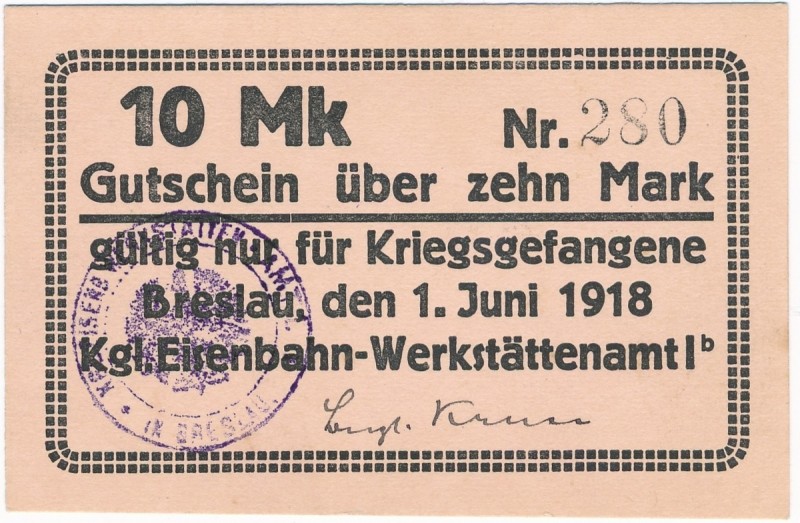 10 Mk Nr. 280
Gutschein über zehn Mark
gültig nur für Kriegsgefangene
Breslau, den 1. Juni 1918
Kgl. Eisenbahn-Werkstättenamt I b
IN BRESLAU.